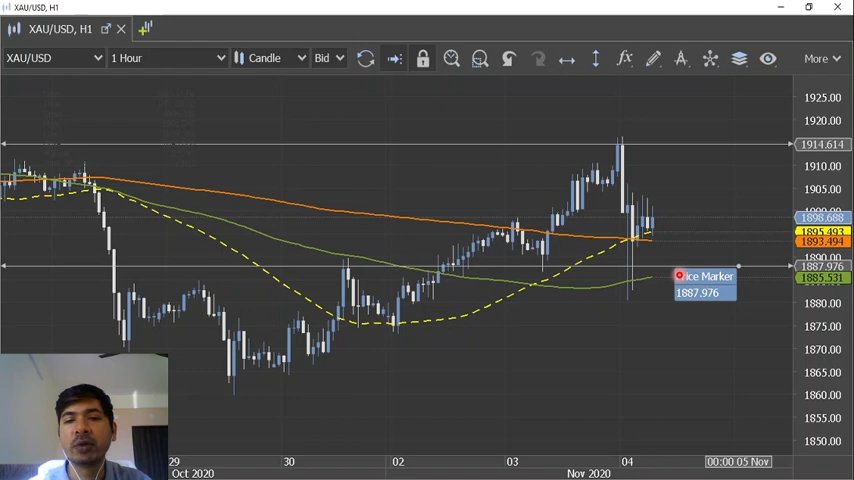 XAU/USD, H1
XAU/USD, H1
XAU/USD
1 Hour
Candle
Bid
More
1925.00
1920.00
1914.614
1910.00
1905.00
1898.688
1895.493
1893.494
1890.00
1887.976
1885.531
Price Marker
1887.976
1880.00
1875.00
1870.00
1865.00
1860.00
1855.00
1850.00
29
30
02
03
04
00:00 05 Nov
Oct 2020
Nov 2020